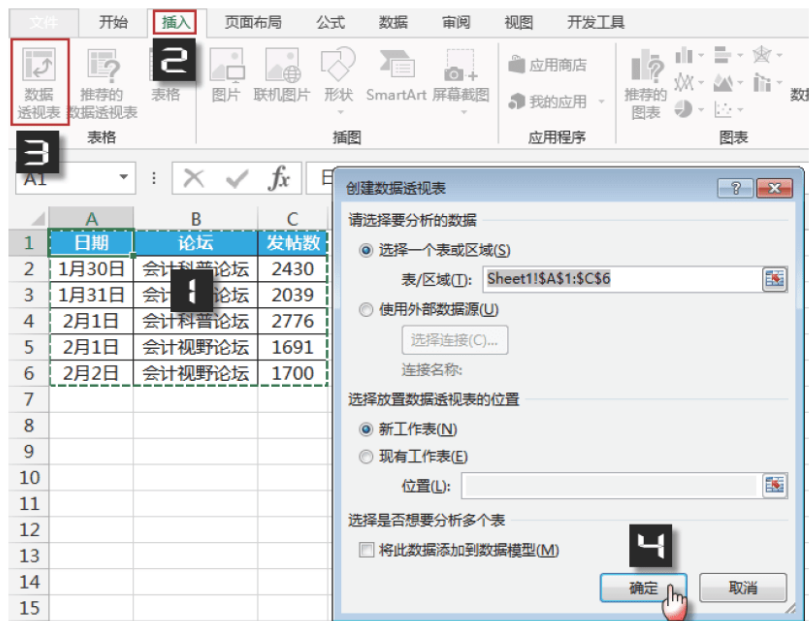 文件 开始 插入 页面布局 公式 数据 审阅 视图 开发工具
2
数据透视表 推荐的数据透视表 表格 图片 联机图片 形状 SmartArt 屏幕截图 应用商店 我的应用 推荐的图表
3
表格 插图 应用程序 图表
A1 fx
A B C
1 日期 论坛 发帖数
2 1月30日 会计科普论坛 2430
3 1月31日 2039
1
4 2月1日 会计科普论坛 2776
5 2月1日 会计视野论坛 1691
6 2月2日 会计视野论坛 1700
7
8
9
10
11
12
13
14
15
创建数据透视表
请选择要分析的数据
选择一个表或区域(S)
表/区域(T): Sheet1!$A$1:$C$6
使用外部数据源(U)
选择连接(C)...
连接名称:
选择放置数据透视表的位置
新工作表(N)
现有工作表(E)
位置(L):
选择是否想要分析多个表
将此数据添加到数据模型(M)
4
确定 取消